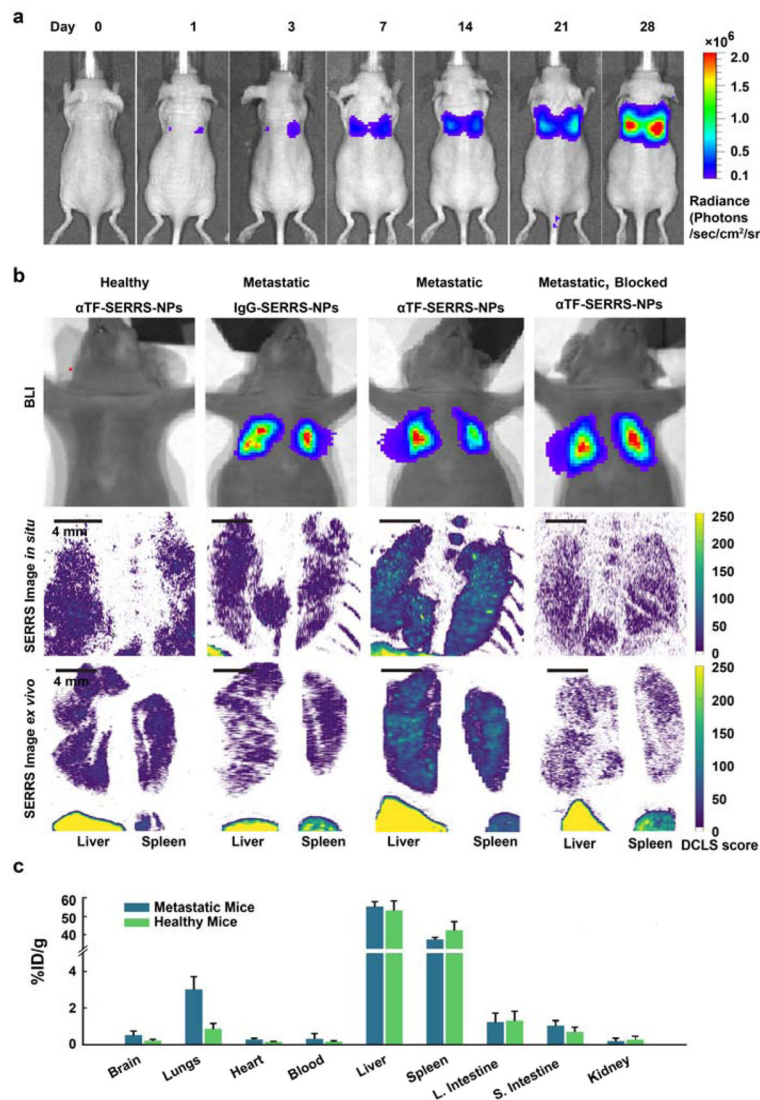 a
Day 0 1 3 7 14 21 28
×10⁶
2.0
1.0
0.6
0.1
Radiance
(Photons
/sec/cm²/sr
b
Healthy
αTF-SERRS-NPs
Metastatic
IgG-SERRS-NPs
Metastatic
αTF-SERRS-NPs
Metastatic, Blocked
αTF-SERRS-NPs
BLI
SERRS Image in situ
4 mm
250
200
150
100
50
0
SERRS Image ex vivo
4 mm
250
200
150
100
50
0
Liver Spleen Liver Spleen Liver Spleen Liver Spleen DCLS score
c
%ID/g
60
50
40
4
2
0
Metastatic Mice
Healthy Mice
Brain Lungs Heart Blood Liver Spleen L. Intestine S. Intestine Kidney